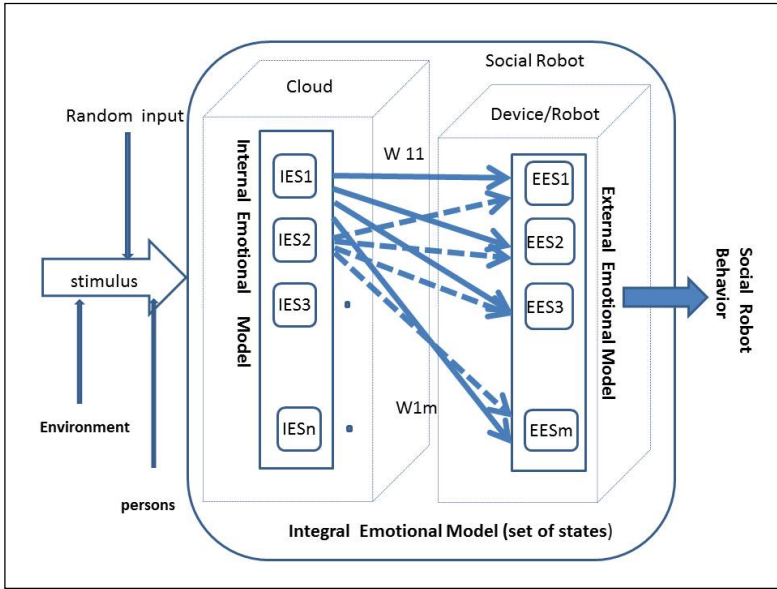 Social Robot
Cloud
Device/Robot
Random input
W 11
Internal Emotional Model
IES1
EES1
External Emotional Model
IES2
EES2
Social Robot
Behavior
stimulus
IES3
EES3
W1m
Environment
IESn
EESm
persons
Integral Emotional Model (set of states)